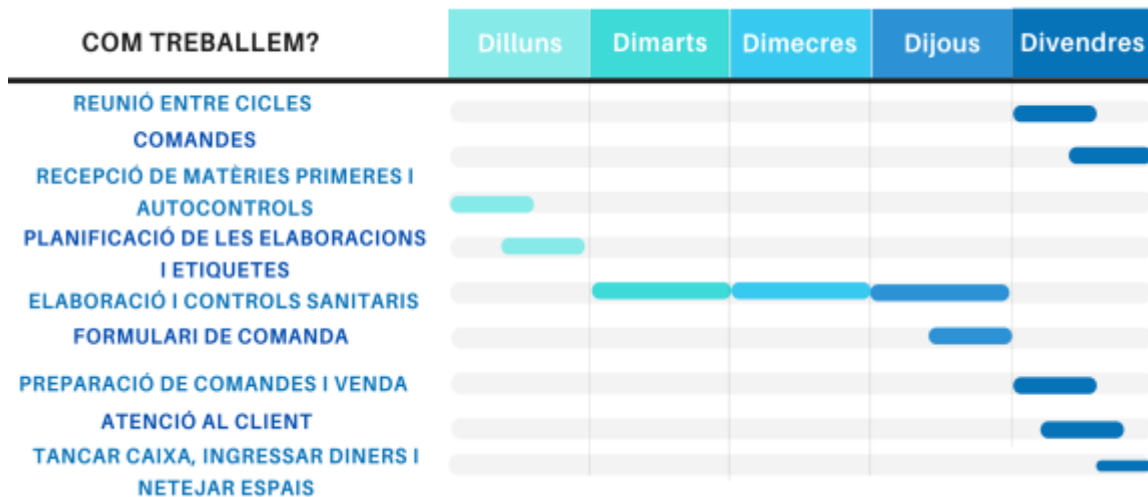 COM TREBALLEM?
Dilluns
Dimarts
Dimecres
Dijous
Divendres
REUNIÓ ENTRE CICLES
COMANDES
RECEPCIÓ DE MATÈRIES PRIMERES I
AUTOCONTROLS
PLANIFICACIÓ DE LES ELABORACIONS
I ETIQUETES
ELABORACIÓ I CONTROLS SANITARIS
FORMULARI DE COMANDA
PREPARACIÓ DE COMANDES I VENDA
ATENCIÓ AL CLIENT
TANCAR CAIXA, INGRESSAR DINERS I
NETEJAR ESPAIS